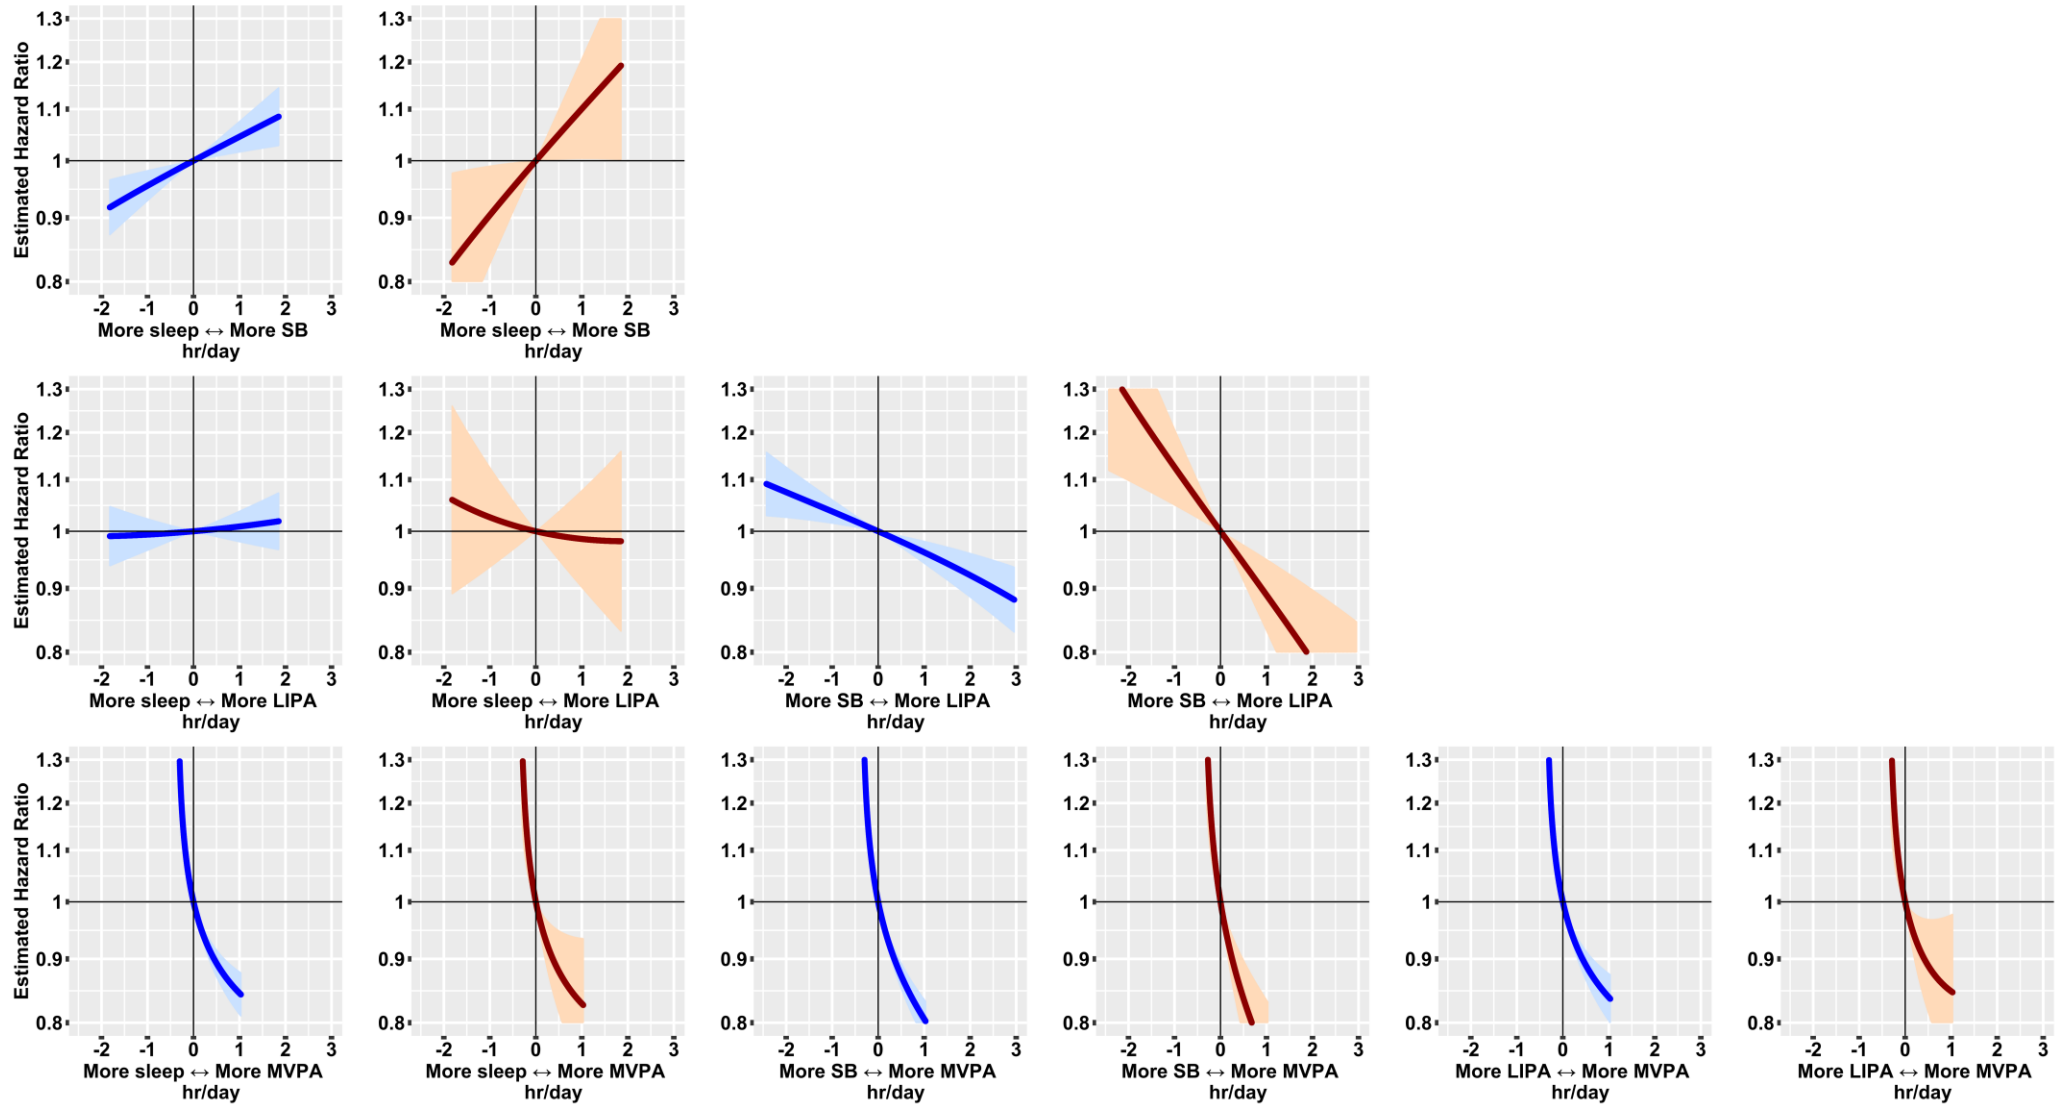 Estimated Hazard Ratio
1.3
1.2
1.1
1
0.9
0.8
-2 -1 0 1 2 3
More sleep ↔ More SB
hr/day
1.3
1.2
1.1
1
0.9
0.8
-2 -1 0 1 2 3
More sleep ↔ More SB
hr/day
Estimated Hazard Ratio
1.3
1.2
1.1
1
0.9
0.8
-2 -1 0 1 2 3
More sleep ↔ More LIPA
hr/day
1.3
1.2
1.1
1
0.9
0.8
-2 -1 0 1 2 3
More sleep ↔ More LIPA
hr/day
1.3
1.2
1.1
1
0.9
0.8
-2 -1 0 1 2 3
More SB ↔ More LIPA
hr/day
1.3
1.2
1.1
1
0.9
0.8
-2 -1 0 1 2 3
More SB ↔ More LIPA
hr/day
Estimated Hazard Ratio
1.3
1.2
1.1
1
0.9
0.8
-2 -1 0 1 2 3
More sleep ↔ More MVPA
hr/day
1.3
1.2
1.1
1
0.9
0.8
-2 -1 0 1 2 3
More sleep ↔ More MVPA
hr/day
1.3
1.2
1.1
1
0.9
0.8
-2 -1 0 1 2 3
More SB ↔ More MVPA
hr/day
1.3
1.2
1.1
1
0.9
0.8
-2 -1 0 1 2 3
More SB ↔ More MVPA
hr/day
1.3
1.2
1.1
1
0.9
0.8
-2 -1 0 1 2 3
More LIPA ↔ More MVPA
hr/day
1.3
1.2
1.1
1
0.9
0.8
-2 -1 0 1 2 3
More LIPA ↔ More MVPA
hr/day